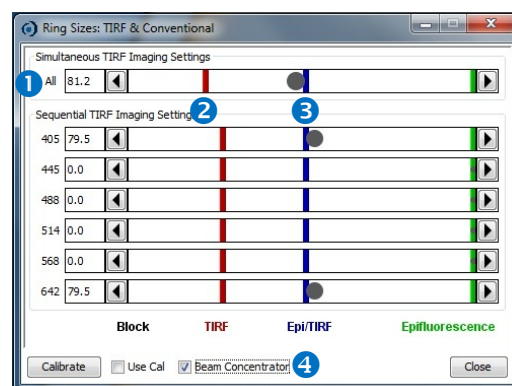 Ring Sizes: TIRF & Conventional
Simultaneous TIRF Imaging Settings
1 All 81.2
2 3
Sequential TIRF Imaging Setting
405 79.5
445 0.0
488 0.0
514 0.0
568 0.0
642 79.5
Block TIRF Epi/TIRF Epifluorescence
Calibrate Use Cal Beam Concentrator 4 Close